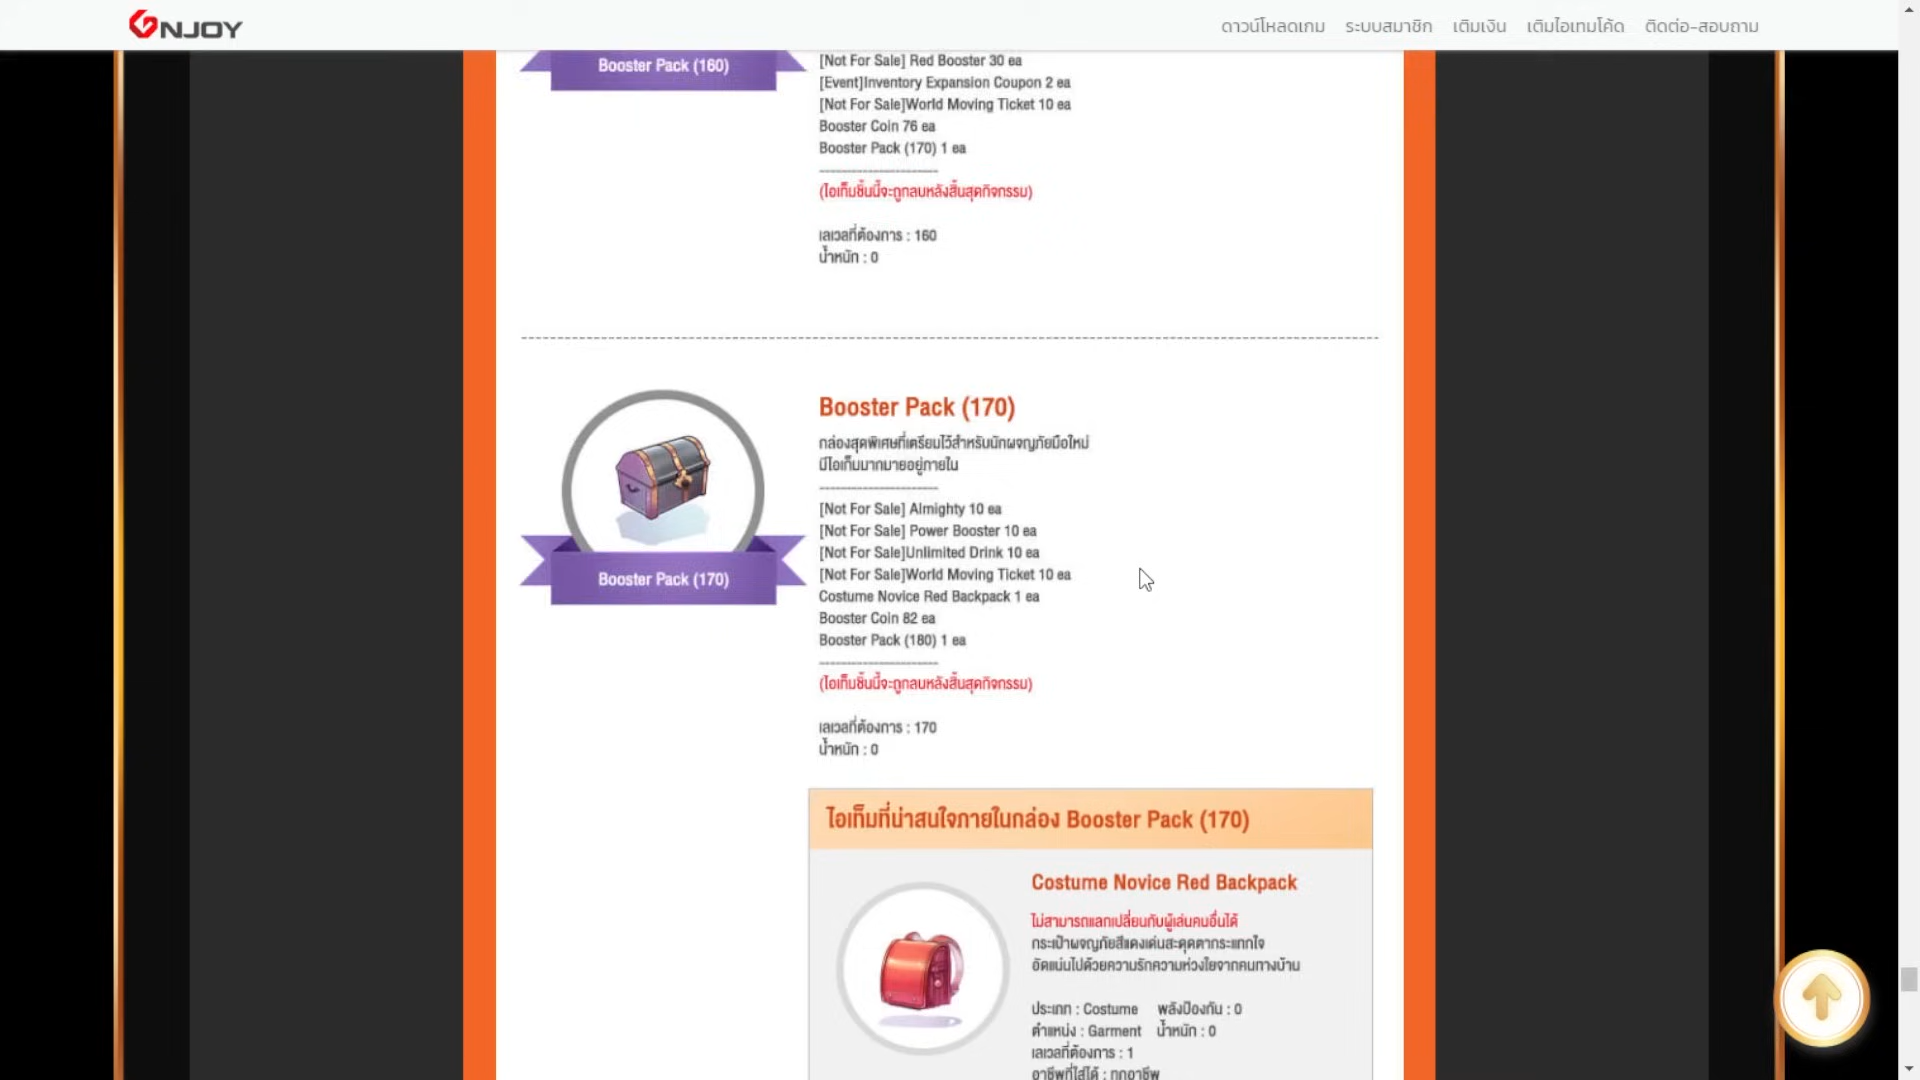 GNJOY
ดาวน์โหลดเกม ระบบสมาชิก เติมเงิน เติมไอเทมโค้ด ติดต่อ-สอบถาม
Booster Pack (160)
[Not For Sale] Red Booster 30 ea
[Event]Inventory Expansion Coupon 2 ea
[Not For Sale]World Moving Ticket 10 ea
Booster Coin 76 ea
Booster Pack (170) 1 ea
----------------------
(ไอเท็มชิ้นนี้จะถูกลบหลังสิ้นสุดกิจกรรม)
เลเวลที่ต้องการ : 160
น้ำหนัก : 0
Booster Pack (170)
Booster Pack (170)
กล่องสุดพิเศษที่เตรียมไว้สำหรับนักผจญภัยมือใหม่
มีไอเท็มมากมายอยู่ภายใน
----------------------
[Not For Sale] Almighty 10 ea
[Not For Sale] Power Booster 10 ea
[Not For Sale]Unlimited Drink 10 ea
[Not For Sale]World Moving Ticket 10 ea
Costume Novice Red Backpack 1 ea
Booster Coin 82 ea
Booster Pack (180) 1 ea
----------------------
(ไอเท็มชิ้นนี้จะถูกลบหลังสิ้นสุดกิจกรรม)
เลเวลที่ต้องการ : 170
น้ำหนัก : 0
ไอเท็มที่น่าสนใจภายในกล่อง Booster Pack (170)
Costume Novice Red Backpack
ไม่สามารถแลกเปลี่ยนกับผู้เล่นคนอื่นได้
กระเป๋าผจญภัยสีแดงเด่นสะดุดตากระแทกใจ
อัดแน่นไปด้วยความรักความห่วงใยจากคนทางบ้าน
ประเภท : Costume พลังป้องกัน : 0
ตำแหน่ง : Garment น้ำหนัก : 0
เลเวลที่ต้องการ : 1
อาชีพที่ใส่ได้ : ทุกอาชีพ